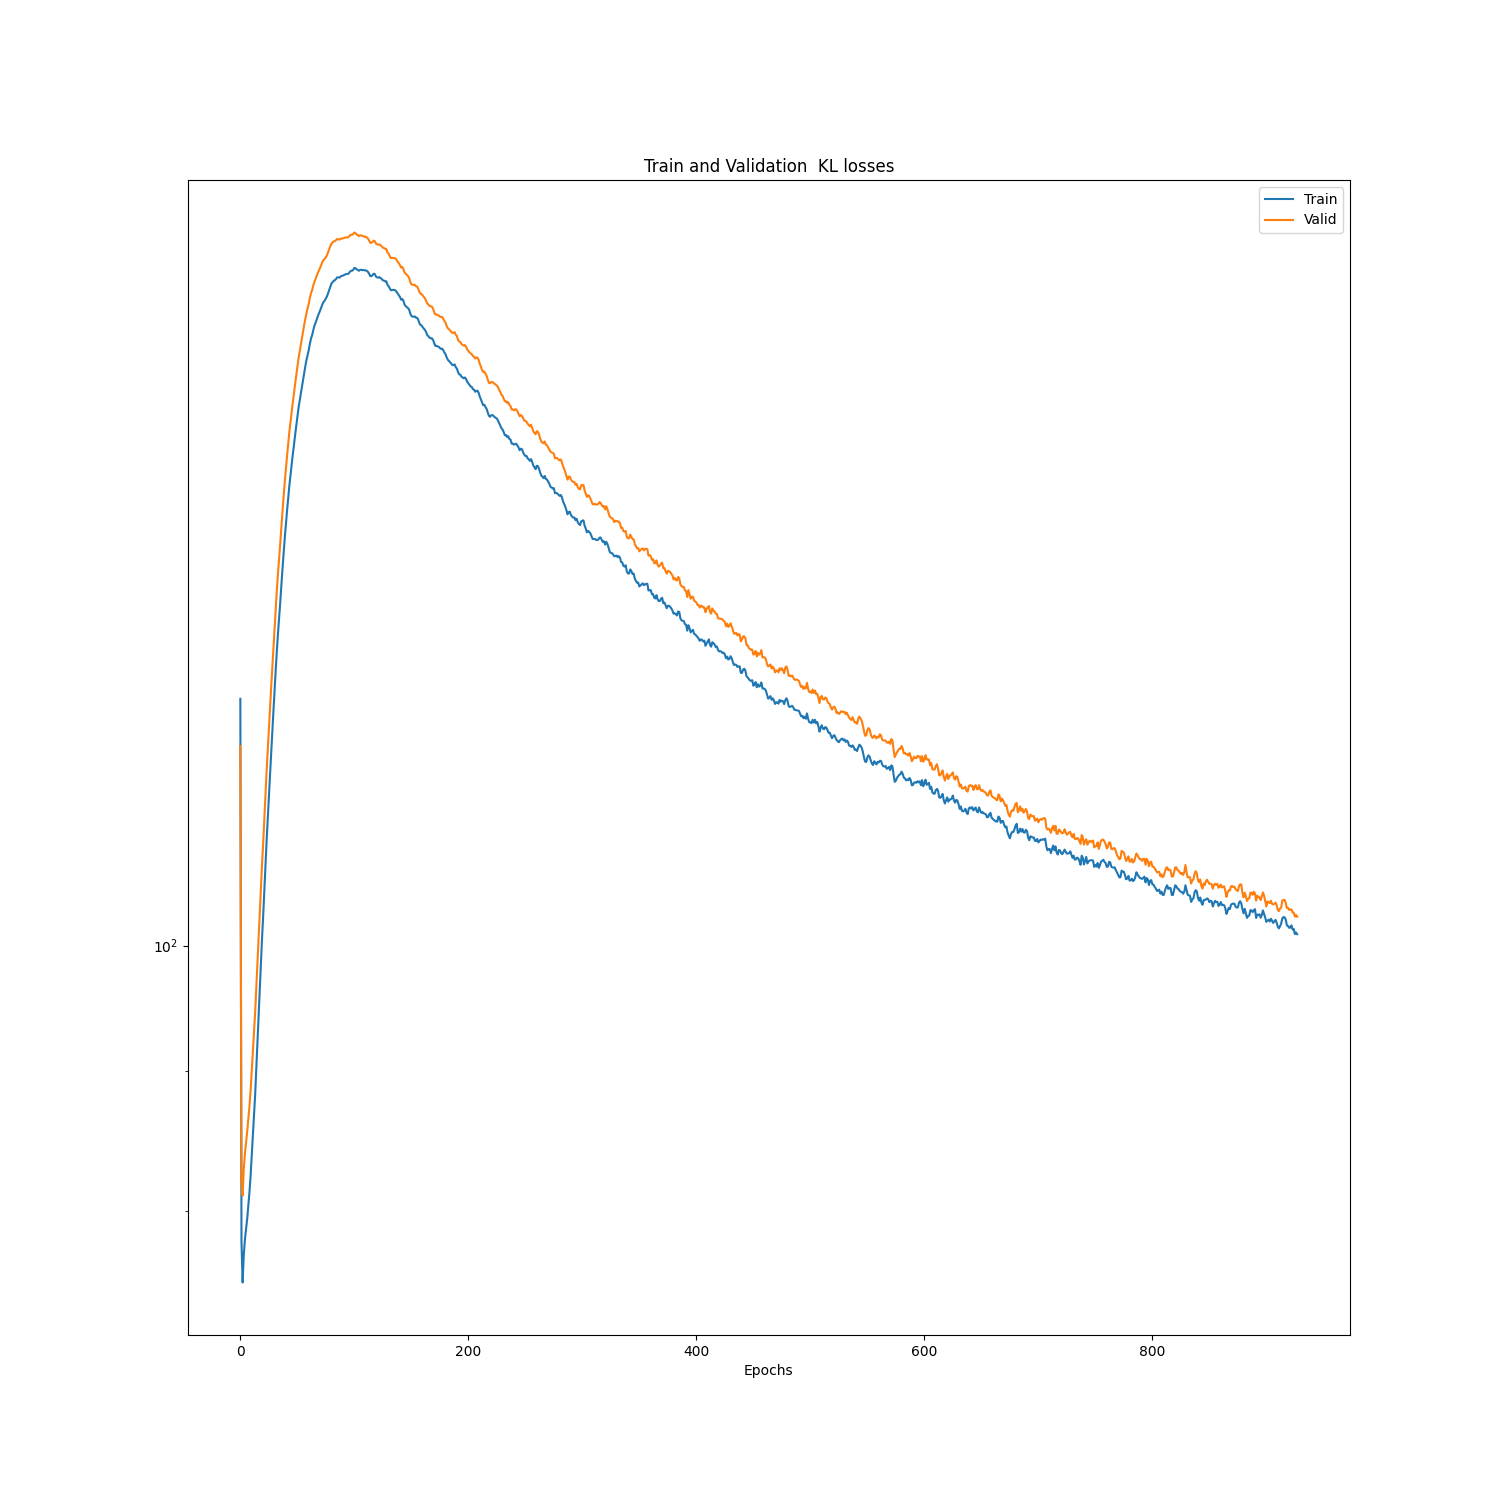 Train and Validation  KL losses
Train
Valid
10²
0 200 400 600 800
Epochs